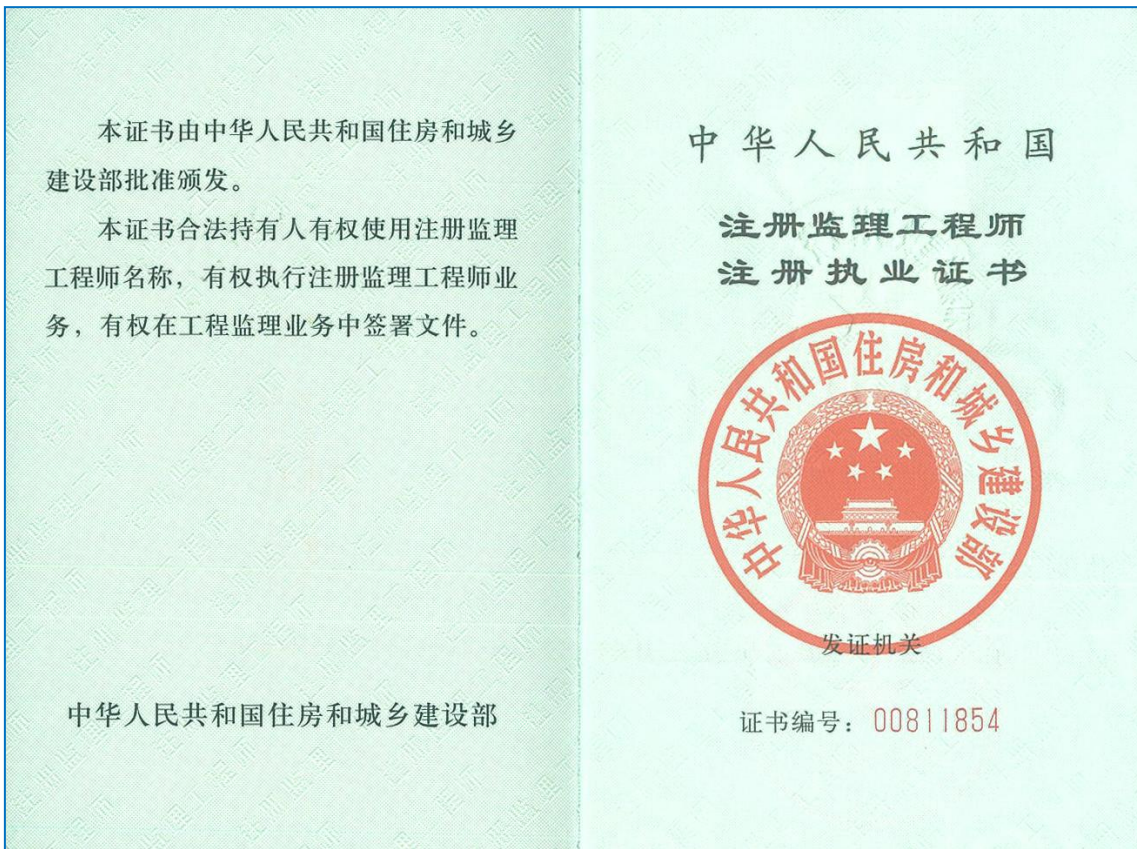 本证书由中华人民共和国住房和城乡
建设部批准颁发。
本证书合法持有人有权使用注册监理
工程师名称，有权执行注册监理工程师业
务，有权在工程监理业务中签署文件。
中华人民共和国住房和城乡建设部
中华人民共和国
注册监理工程师
注册执业证书
中华人民共和国住房和城乡建设部
发证机关
证书编号：00811854